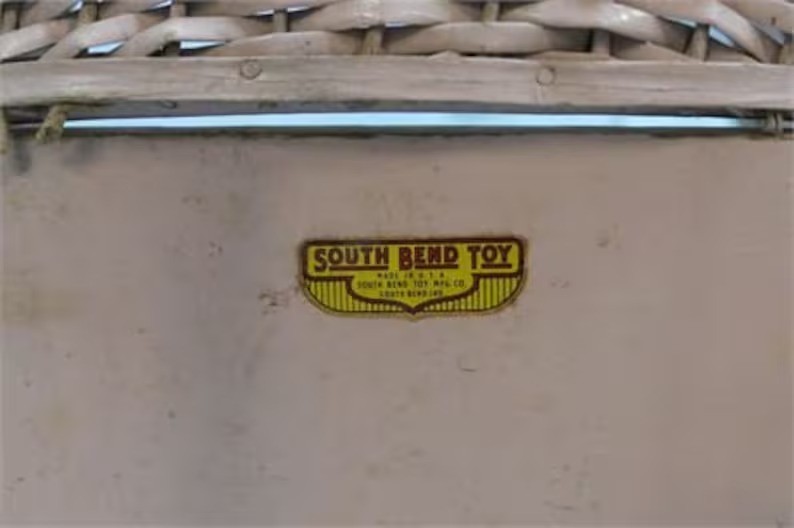 SOUTH BEND TOY
MADE IN U.S.A.
SOUTH BEND TOY MFG. CO.
SOUTH BEND, IND.